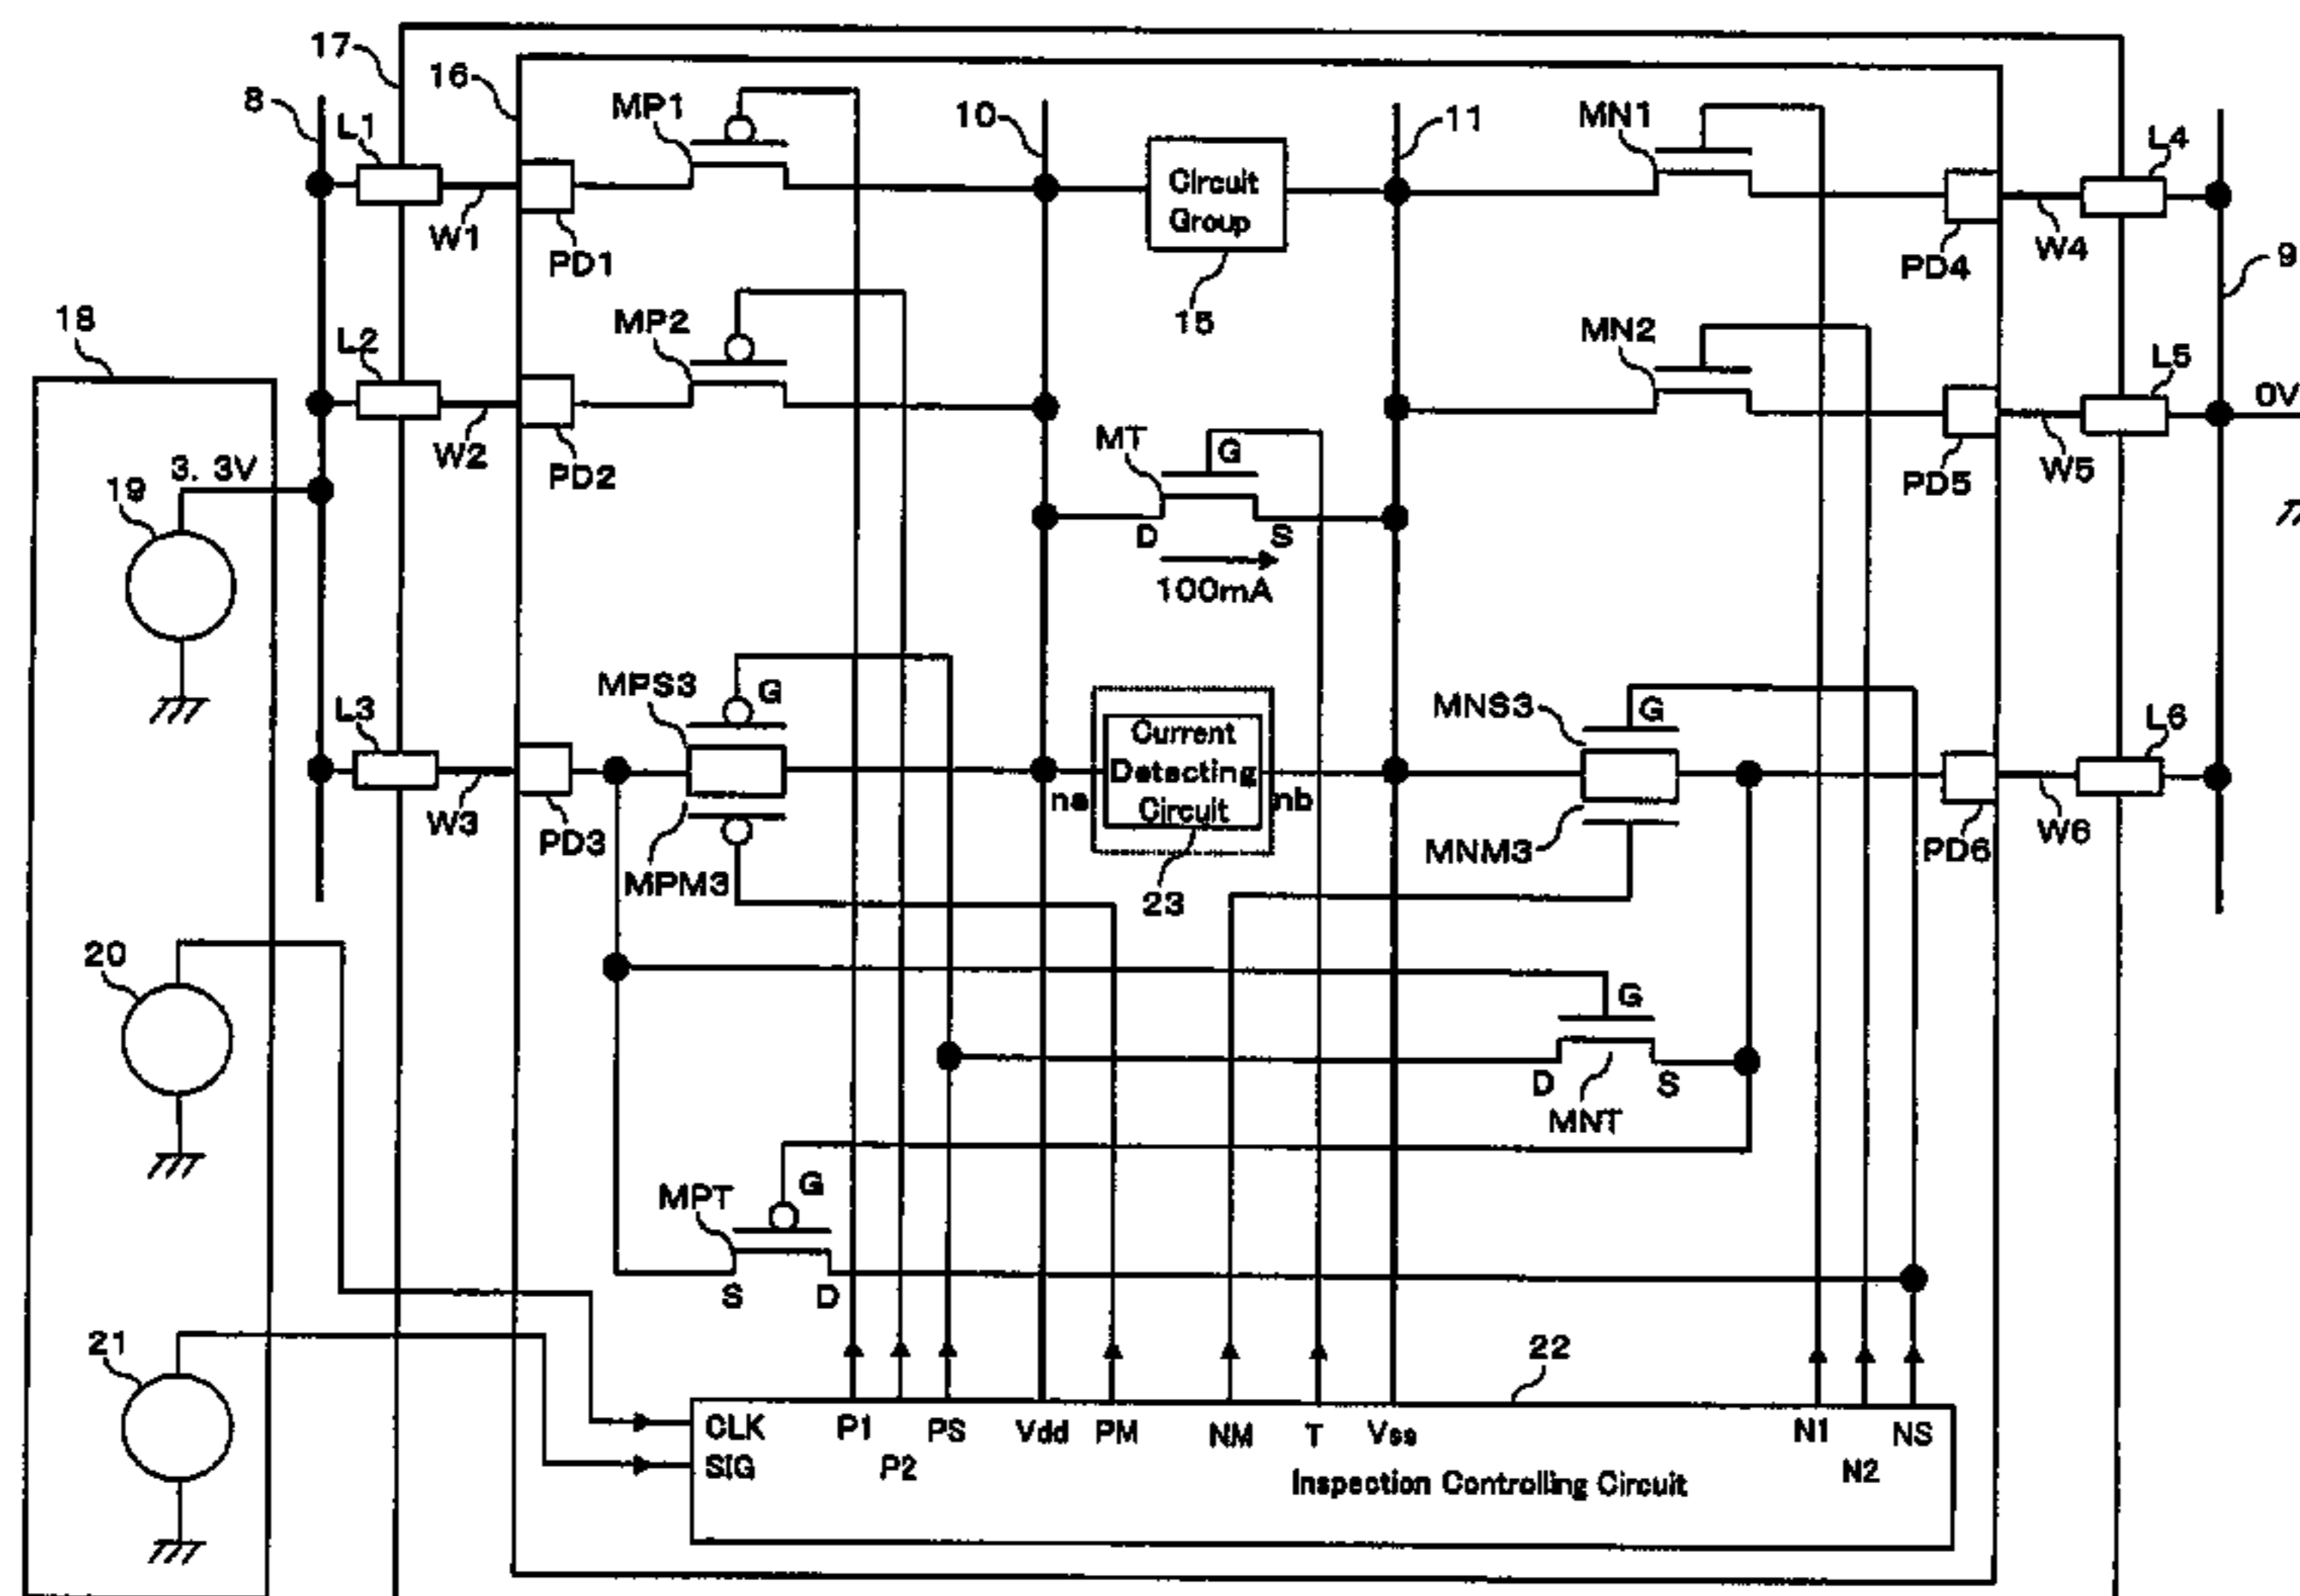 17
16
8
L1
MP1
10
11
MN1
L4
Circuit
Group
W1
PD1
15
PD4
W4
9
18
L2
MP2
MN2
L5
0V
W2
PD2
MT
G
PD5
W5
3. 3V
19
D
S
100mA
MPS3
G
MNS3
G
L3
L6
Current
Detecting
Circuit
na
nb
W3
PD3
MPM3
23
MNM3
PD6
W6
20
G
D
S
MNT
MPT
G
S
D
21
22
CLK
SIG
P1
P2
PS
Vdd
PM
NM
T
Vss
N1
N2
NS
Inspection Controlling Circuit